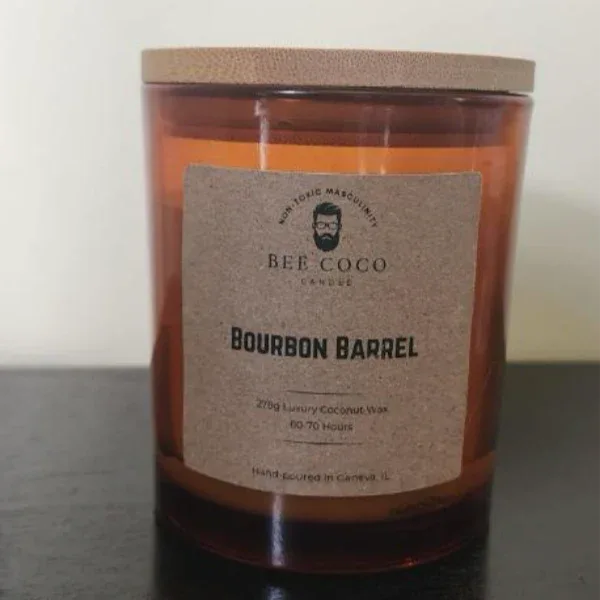 NON-TOXIC MASCULINITY
BEE COCO
CANDLE
BOURBON BARREL
275g Luxury Coconut Wax
60-70 Hours
Hand-poured in Geneva, IL